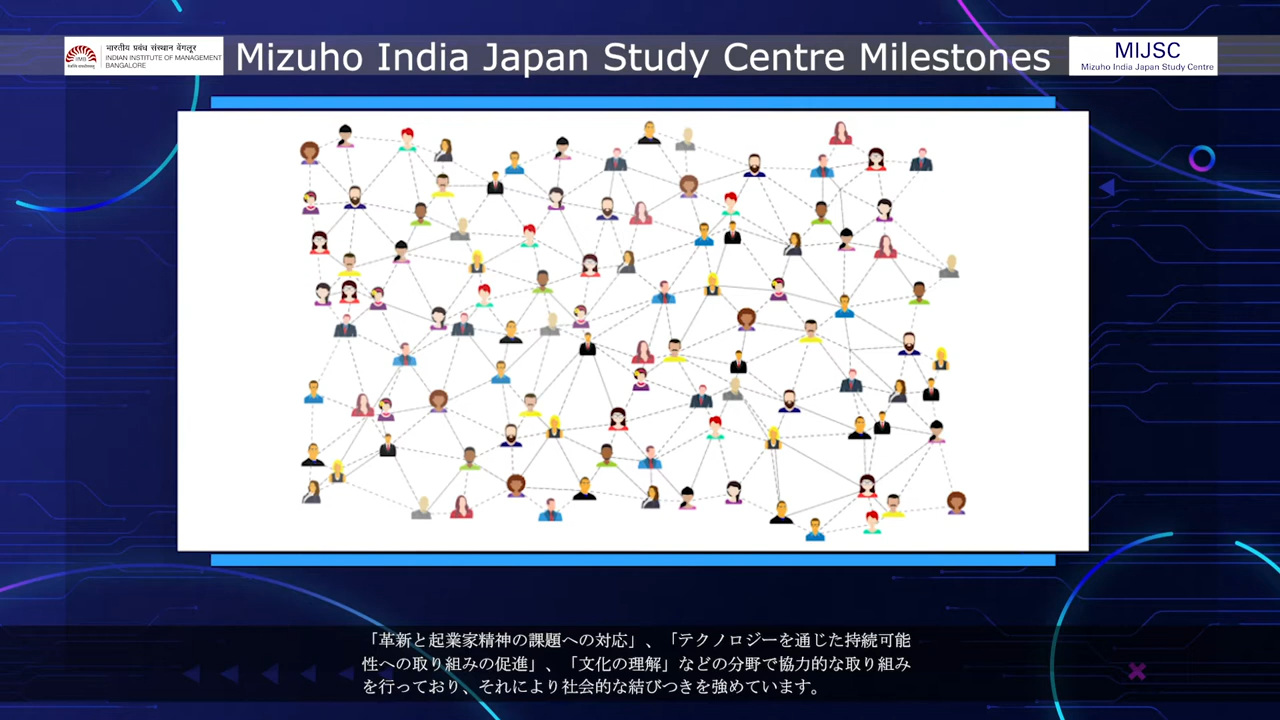 भारतीय प्रबंध संस्थान बेंगलूर
INDIAN INSTITUTE OF MANAGEMENT
BANGALORE
Mizuho India Japan Study Centre Milestones
MIJSC
Mizuho India Japan Study Centre
「革新と起業家精神の課題への対応」、「テクノロジーを通じた持続可能
性への取り組みの促進」、「文化の理解」などの分野で協力的な取り組み
を行っており、それにより社会的な結びつきを強めています。